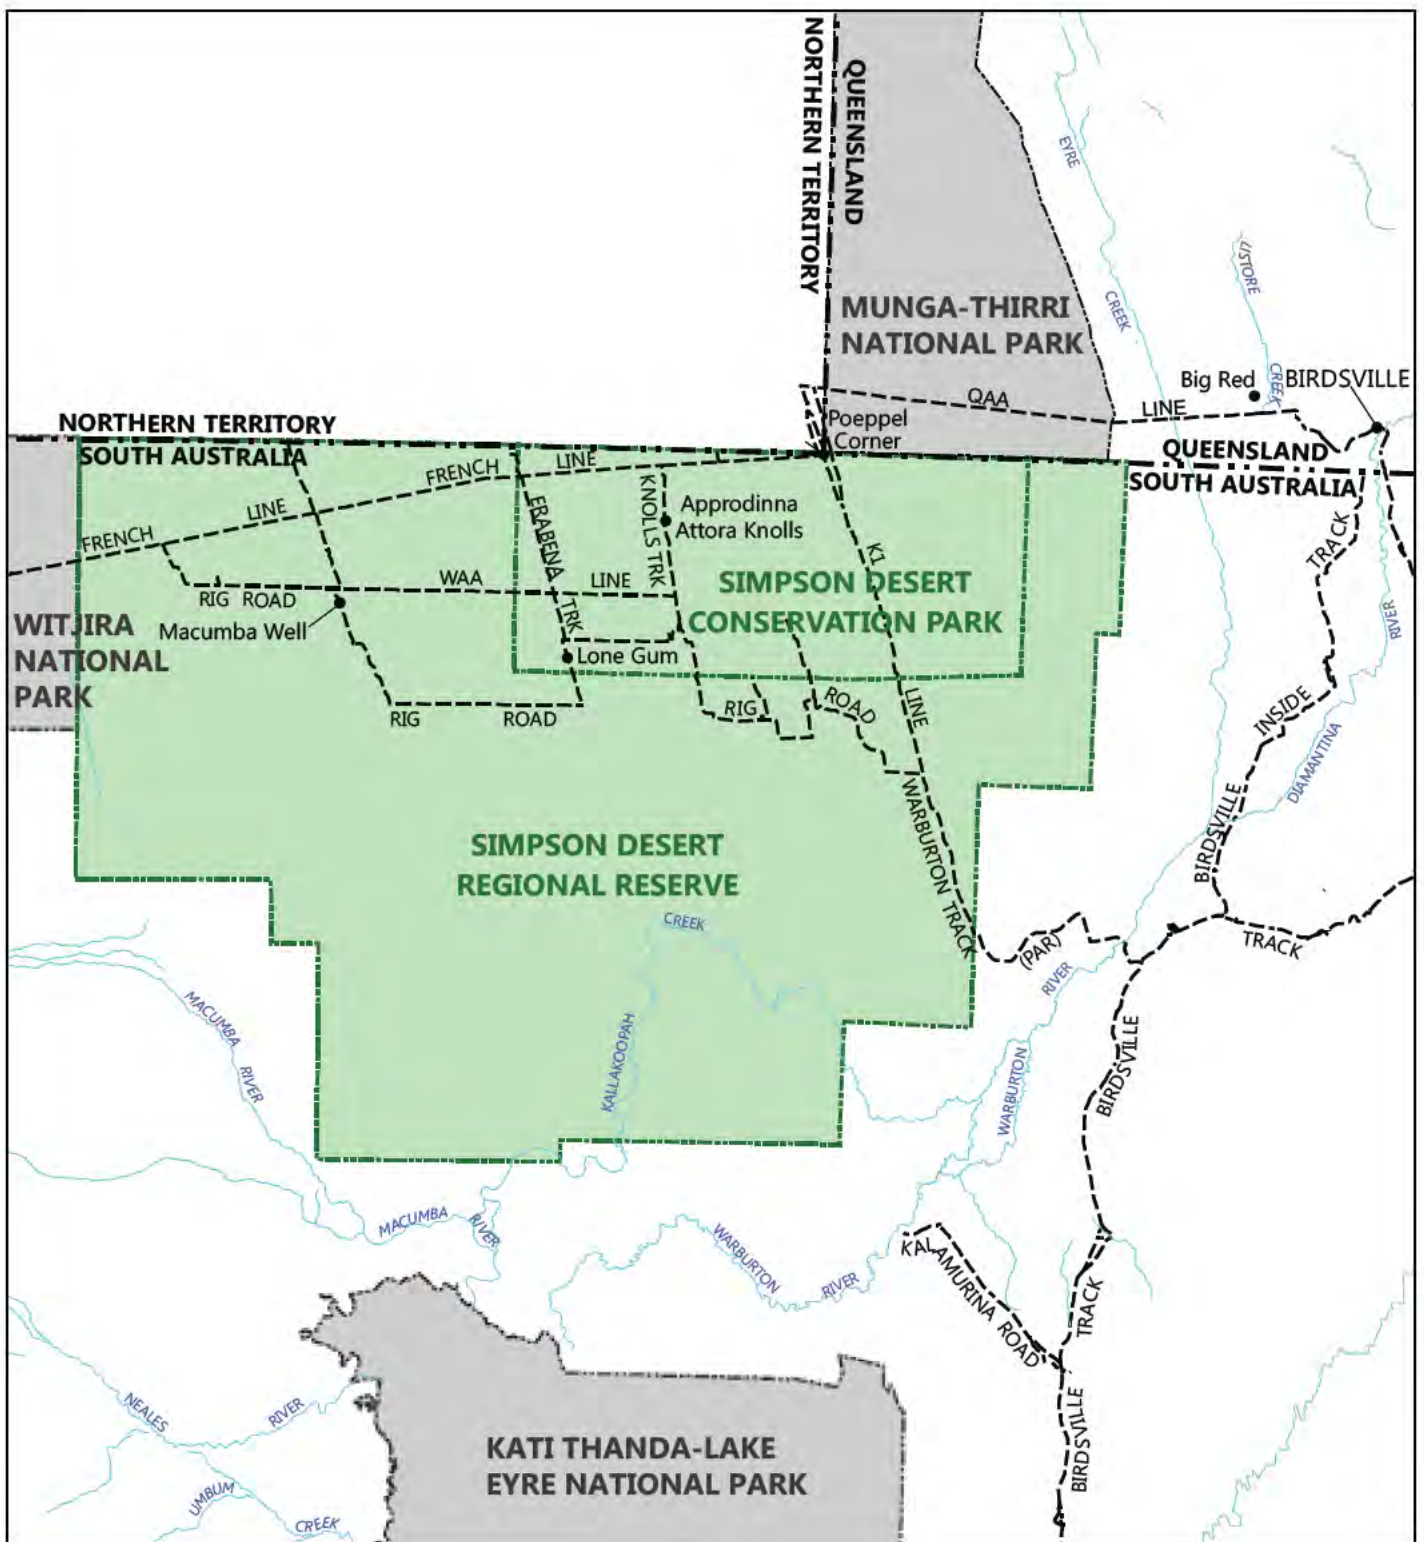 NORTHERN TERRITORY
QUEENSLAND
EYRE
CREEK
L'STORE
CREEK
MUNGA-THIRRI
NATIONAL PARK
Big Red
BIRDSVILLE
QAA
LINE
Poeppel
Corner
NORTHERN TERRITORY
SOUTH AUSTRALIA
QUEENSLAND
SOUTH AUSTRALIA
FRENCH
LINE
FRENCH
LINE
ERABENA
TRK
KNOLLS TRK
Approdinna
Attora Knolls
K1
LINE
TRACK
RIVER
WAA
LINE
RIG ROAD
Macumba Well
SIMPSON DESERT
CONSERVATION PARK
WITJIRA
NATIONAL
PARK
Lone Gum
RIG
ROAD
RIG
ROAD
INSIDE
DIAMANTINA
BIRDSVILLE
WARBURTON TRACK
SIMPSON DESERT
REGIONAL RESERVE
CREEK
KALLAKOOPAH
(PAR)
TRACK
RIVER
WARBURTON
BIRDSVILLE
MACUMBA
RIVER
MACUMBA
RIVER
WARBURTON
RIVER
KALAMURINA ROAD
TRACK
BIRDSVILLE
NEALES
RIVER
UMBUM
CREEK
KATI THANDA-LAKE
EYRE NATIONAL PARK